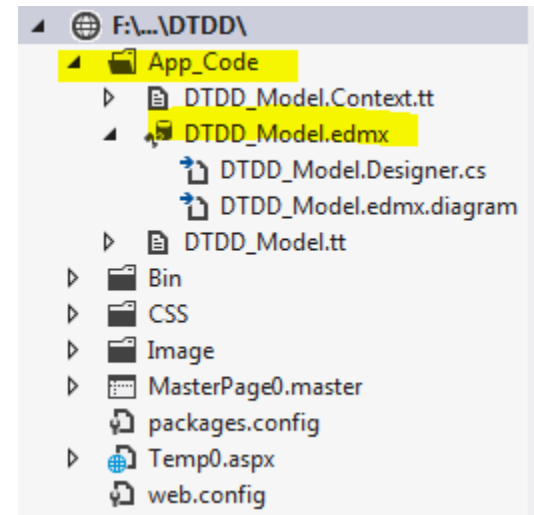 F:\...\DTDD\
App_Code
DTDD_Model.Context.tt
DTDD_Model.edmx
DTDD_Model.Designer.cs
DTDD_Model.edmx.diagram
DTDD_Model.tt
Bin
CSS
Image
MasterPage0.master
packages.config
Temp0.aspx
web.config